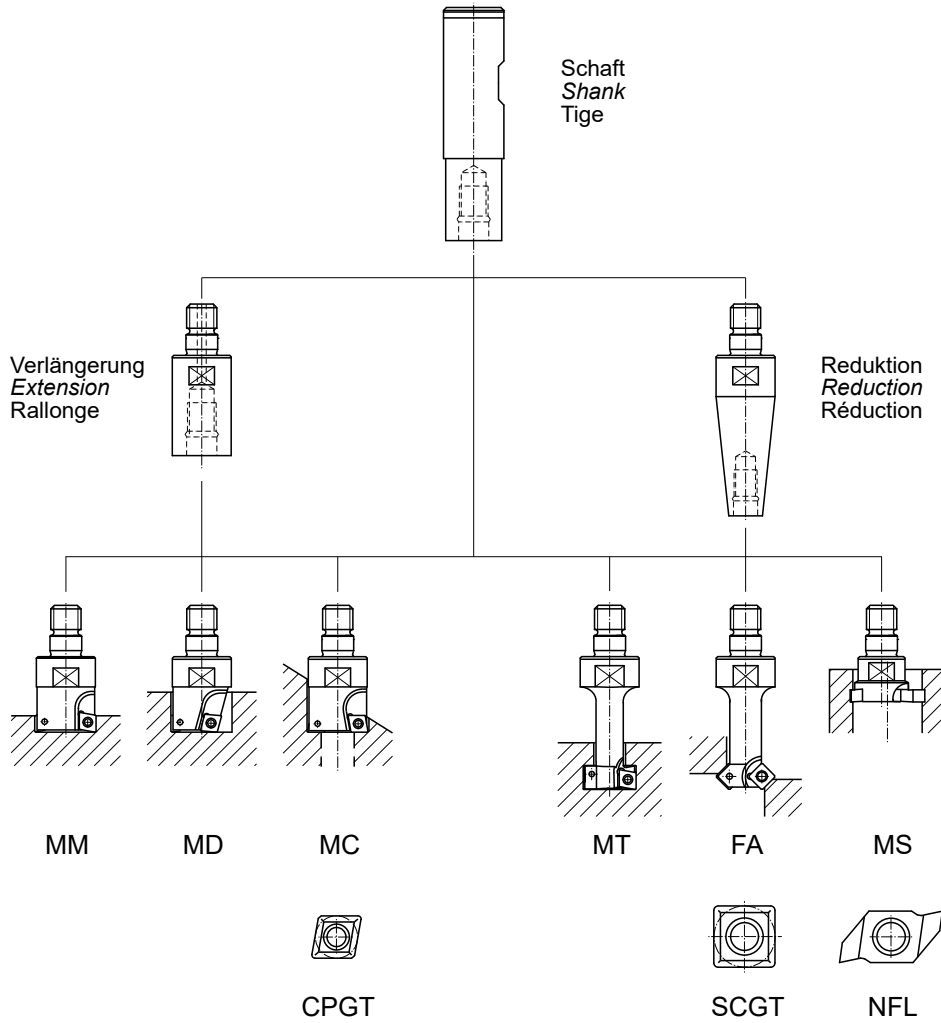 Schaft
Shank
Tige
Verlängerung
Extension
Rallonge
Reduktion
Reduction
Réduction
MM
MD
MC
MT
FA
MS
CPGT
SCGT
NFL